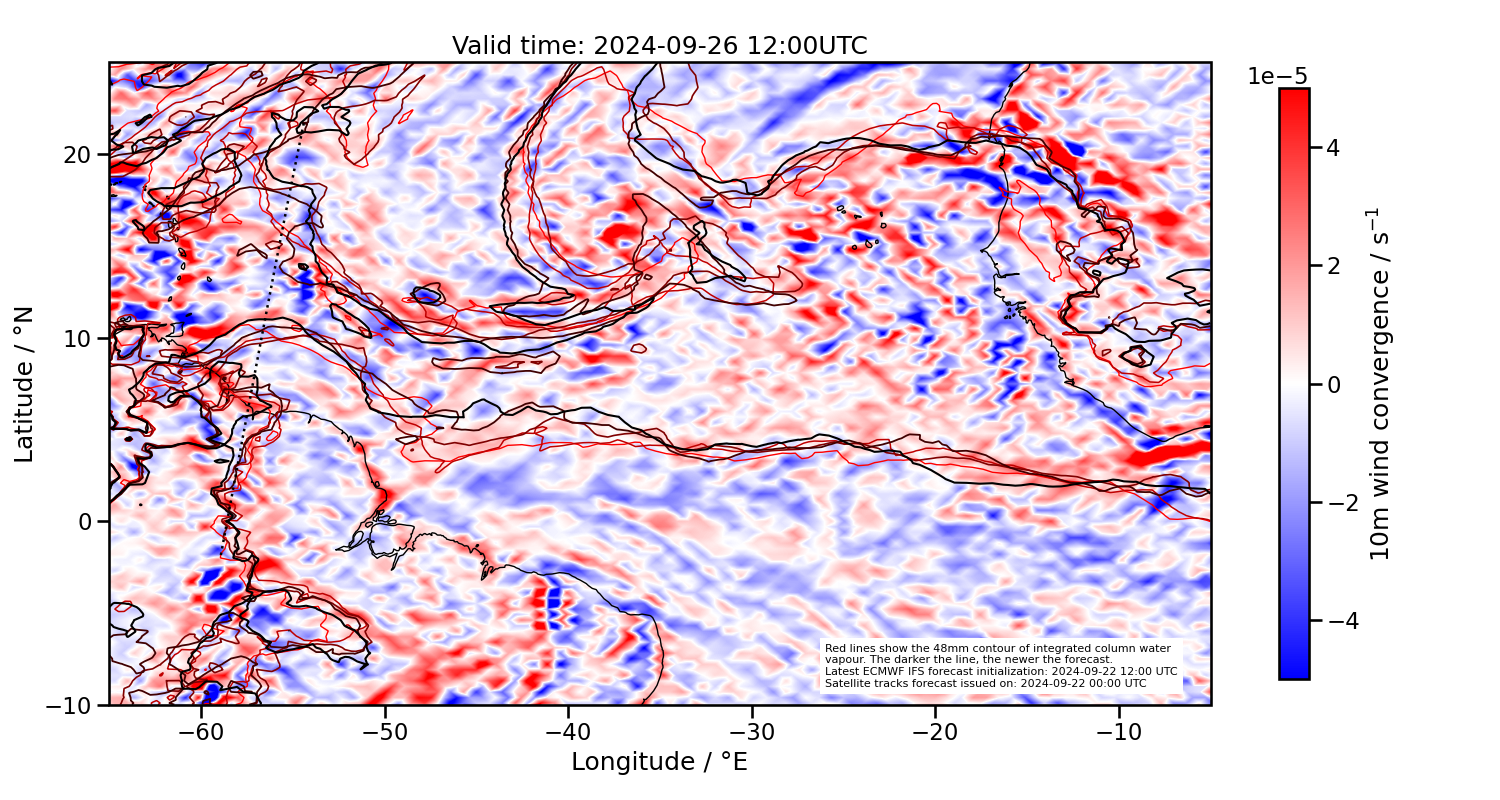 Valid time: 2024-09-26 12:00UTC
1e−5
Latitude / °N
20
10
0
−10
−60
−50
−40
−30
−20
−10
Longitude / °E
4
2
0
−2
−4
10m wind convergence / s⁻¹
Red lines show the 48mm contour of integrated column water
vapour. The darker the line, the newer the forecast.
Latest ECMWF IFS forecast initialization: 2024-09-22 12:00 UTC
Satellite tracks forecast issued on: 2024-09-22 00:00 UTC